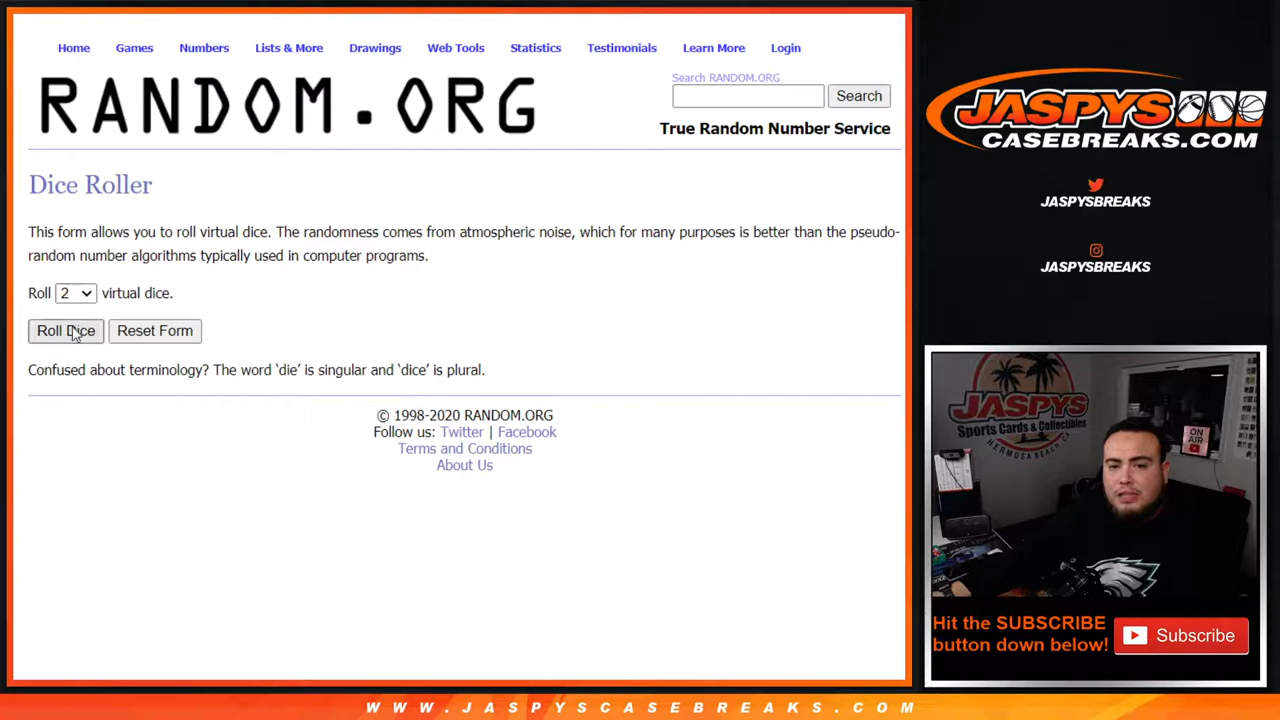 Home Games Numbers Lists & More Drawings Web Tools Statistics Testimonials Learn More Login
RANDOM.ORG
Search RANDOM.ORG
Search
True Random Number Service
Dice Roller
This form allows you to roll virtual dice. The randomness comes from atmospheric noise, which for many purposes is better than the pseudo-
random number algorithms typically used in computer programs.
Roll 2 virtual dice.
Roll Dice Reset Form
Confused about terminology? The word ‘die’ is singular and ‘dice’ is plural.
© 1998-2020 RANDOM.ORG
Follow us: Twitter | Facebook
Terms and Conditions
About Us
JASPYS
CASEBREAKS.COM
JASPYSBREAKS
JASPYSBREAKS
JASPYS
Sports Cards & Collectibles
HERMOSA BEACH, CA
ON
AIR
Hit the SUBSCRIBE
button down below!
Subscribe
WWW.JASPYSCASEBREAKS.COM